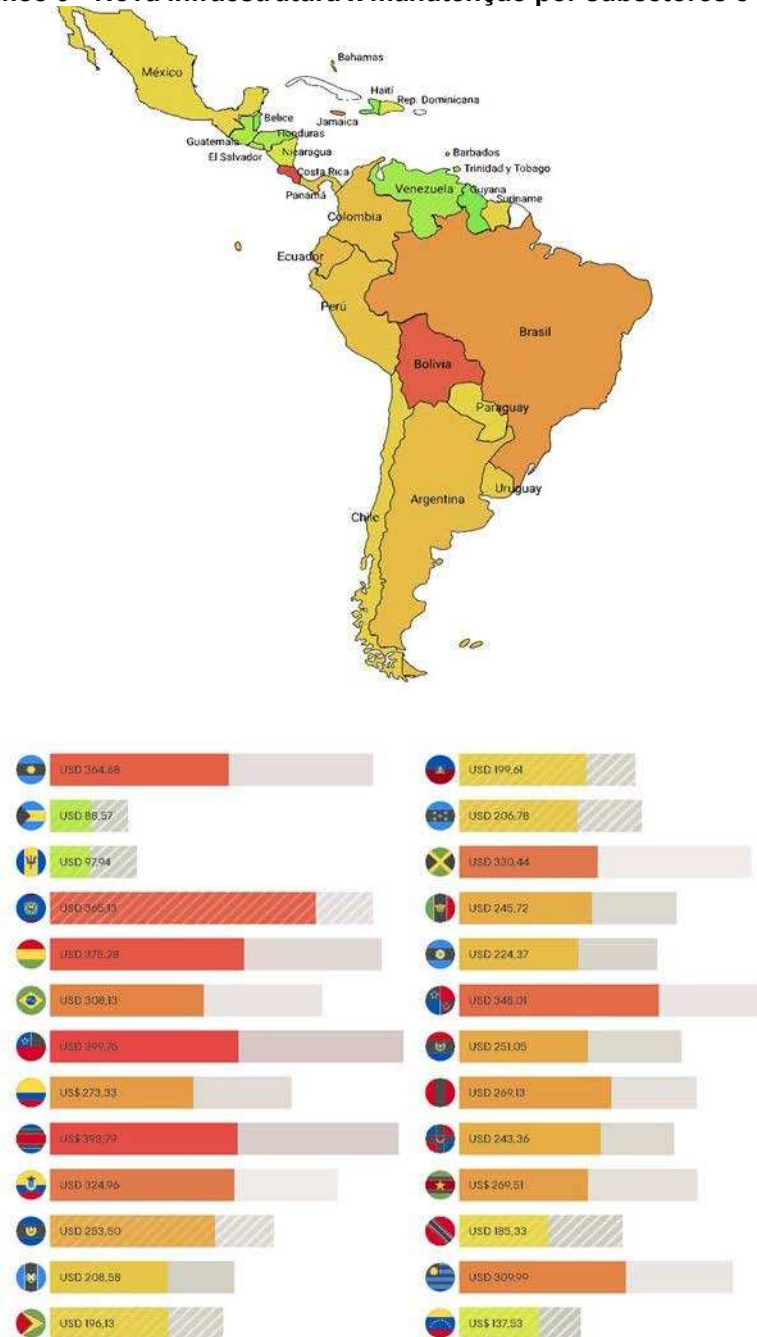 México
Bahamas
Haití
Rep. Dominicana
Jamaica
Belice
Honduras
Guatemala
Nicaragua
El Salvador
Costa Rica
Panamá
Barbados
Trinidad y Tobago
Venezuela
Guyana
Suriname
Colombia
Ecuador
Perú
Brasil
Bolivia
Paraguay
Uruguay
Argentina
Chile
USD 364,68
USD 88,57
USD 97,94
USD 365,13
USD 375,28
USD 308,13
USD 399,76
US$ 273,33
US$ 393,79
USD 324,96
USD 253,50
USD 208,58
USD 196,13
USD 199,61
USD 206,78
USD 330,44
USD 245,72
USD 224,37
USD 348,01
USD 251,05
USD 269,13
USD 243,36
US$ 269,51
USD 185,33
USD 309,99
US$ 137,53